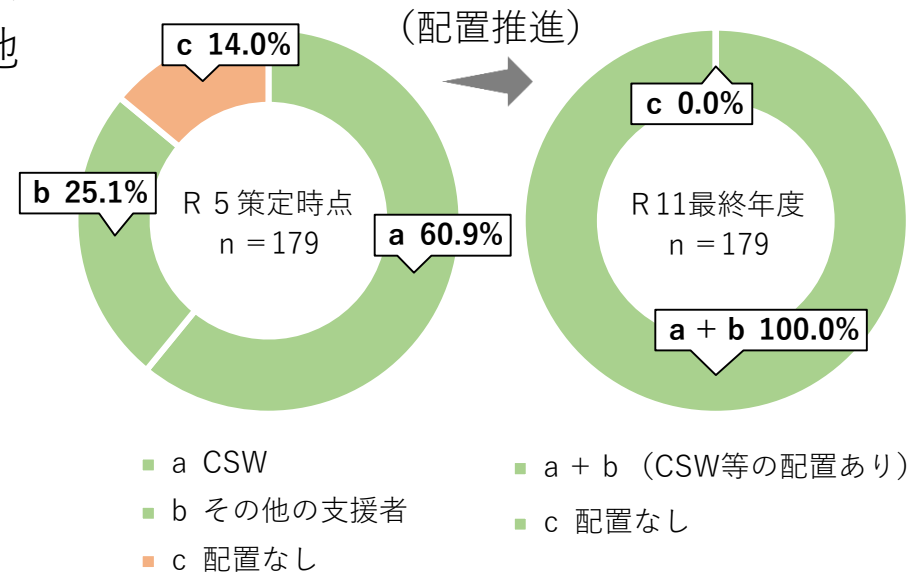 他
(配置推進)
c 14.0%
b 25.1%
a 60.9%
R５策定時点
n＝179
c 0.0%
R11最終年度
n＝179
a + b 100.0%
a CSW
b その他の支援者
c 配置なし
a + b（CSW等の配置あり）
c 配置なし